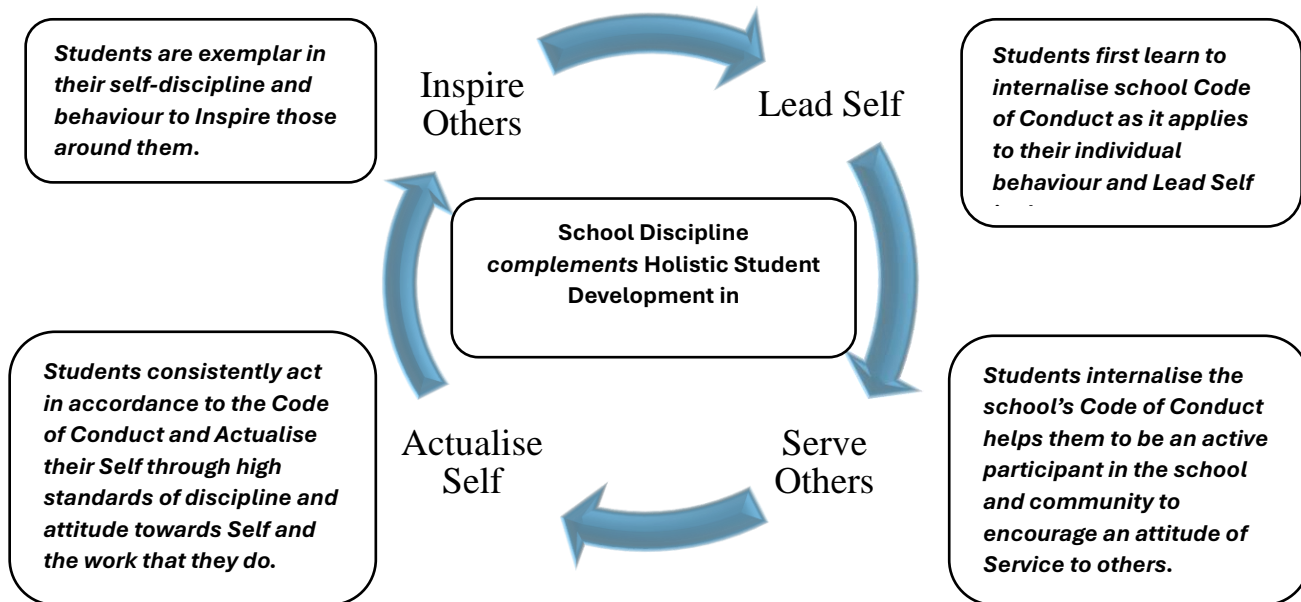 Students are exemplar in
their self-discipline and
behaviour to Inspire those
around them.
Inspire
Others
Lead Self
Students first learn to
internalise school Code
of Conduct as it applies
to their individual
behaviour and Lead Self
School Discipline
complements Holistic Student
Development in
Students consistently act
in accordance to the Code
of Conduct and Actualise
their Self through high
standards of discipline and
attitude towards Self and
the work that they do.
Actualise
Self
Serve
Others
Students internalise the
school’s Code of Conduct
helps them to be an active
participant in the school
and community to
encourage an attitude of
Service to others.